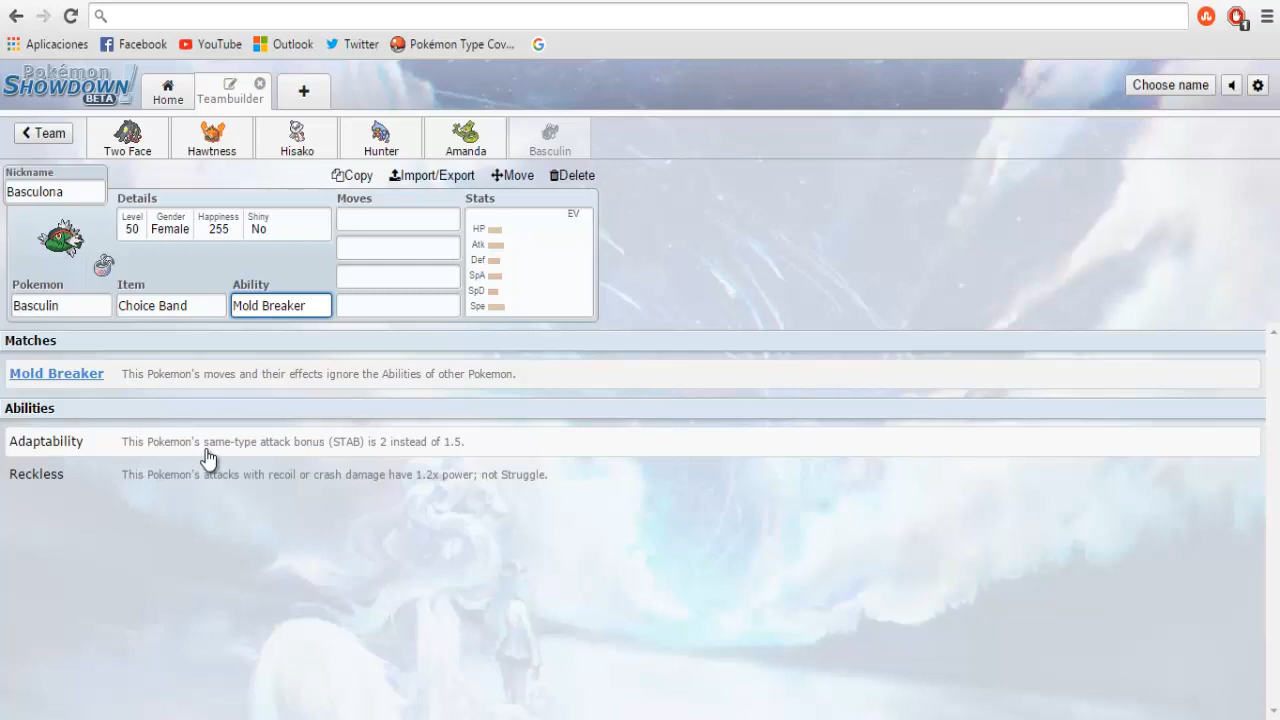 Aplicaciones Facebook YouTube Outlook Twitter Pokémon Type Cov...
Pokémon
SHOWDOWN
BETA
Home
Teambuilder
+
Choose name
Team
Two Face
Hawtness
Hisako
Hunter
Amanda
Basculin
Nickname
Basculona
Copy Import/Export Move Delete
Details
Level Gender Happiness Shiny
50 Female 255 No
Moves
Stats
EV
HP
Atk
Def
SpA
SpD
Spe
Pokemon Item Ability
Basculin Choice Band Mold Breaker
Matches
Mold Breaker This Pokemon's moves and their effects ignore the Abilities of other Pokemon.
Abilities
Adaptability This Pokemon's same-type attack bonus (STAB) is 2 instead of 1.5.
Reckless This Pokemon's attacks with recoil or crash damage have 1.2x power; not Struggle.